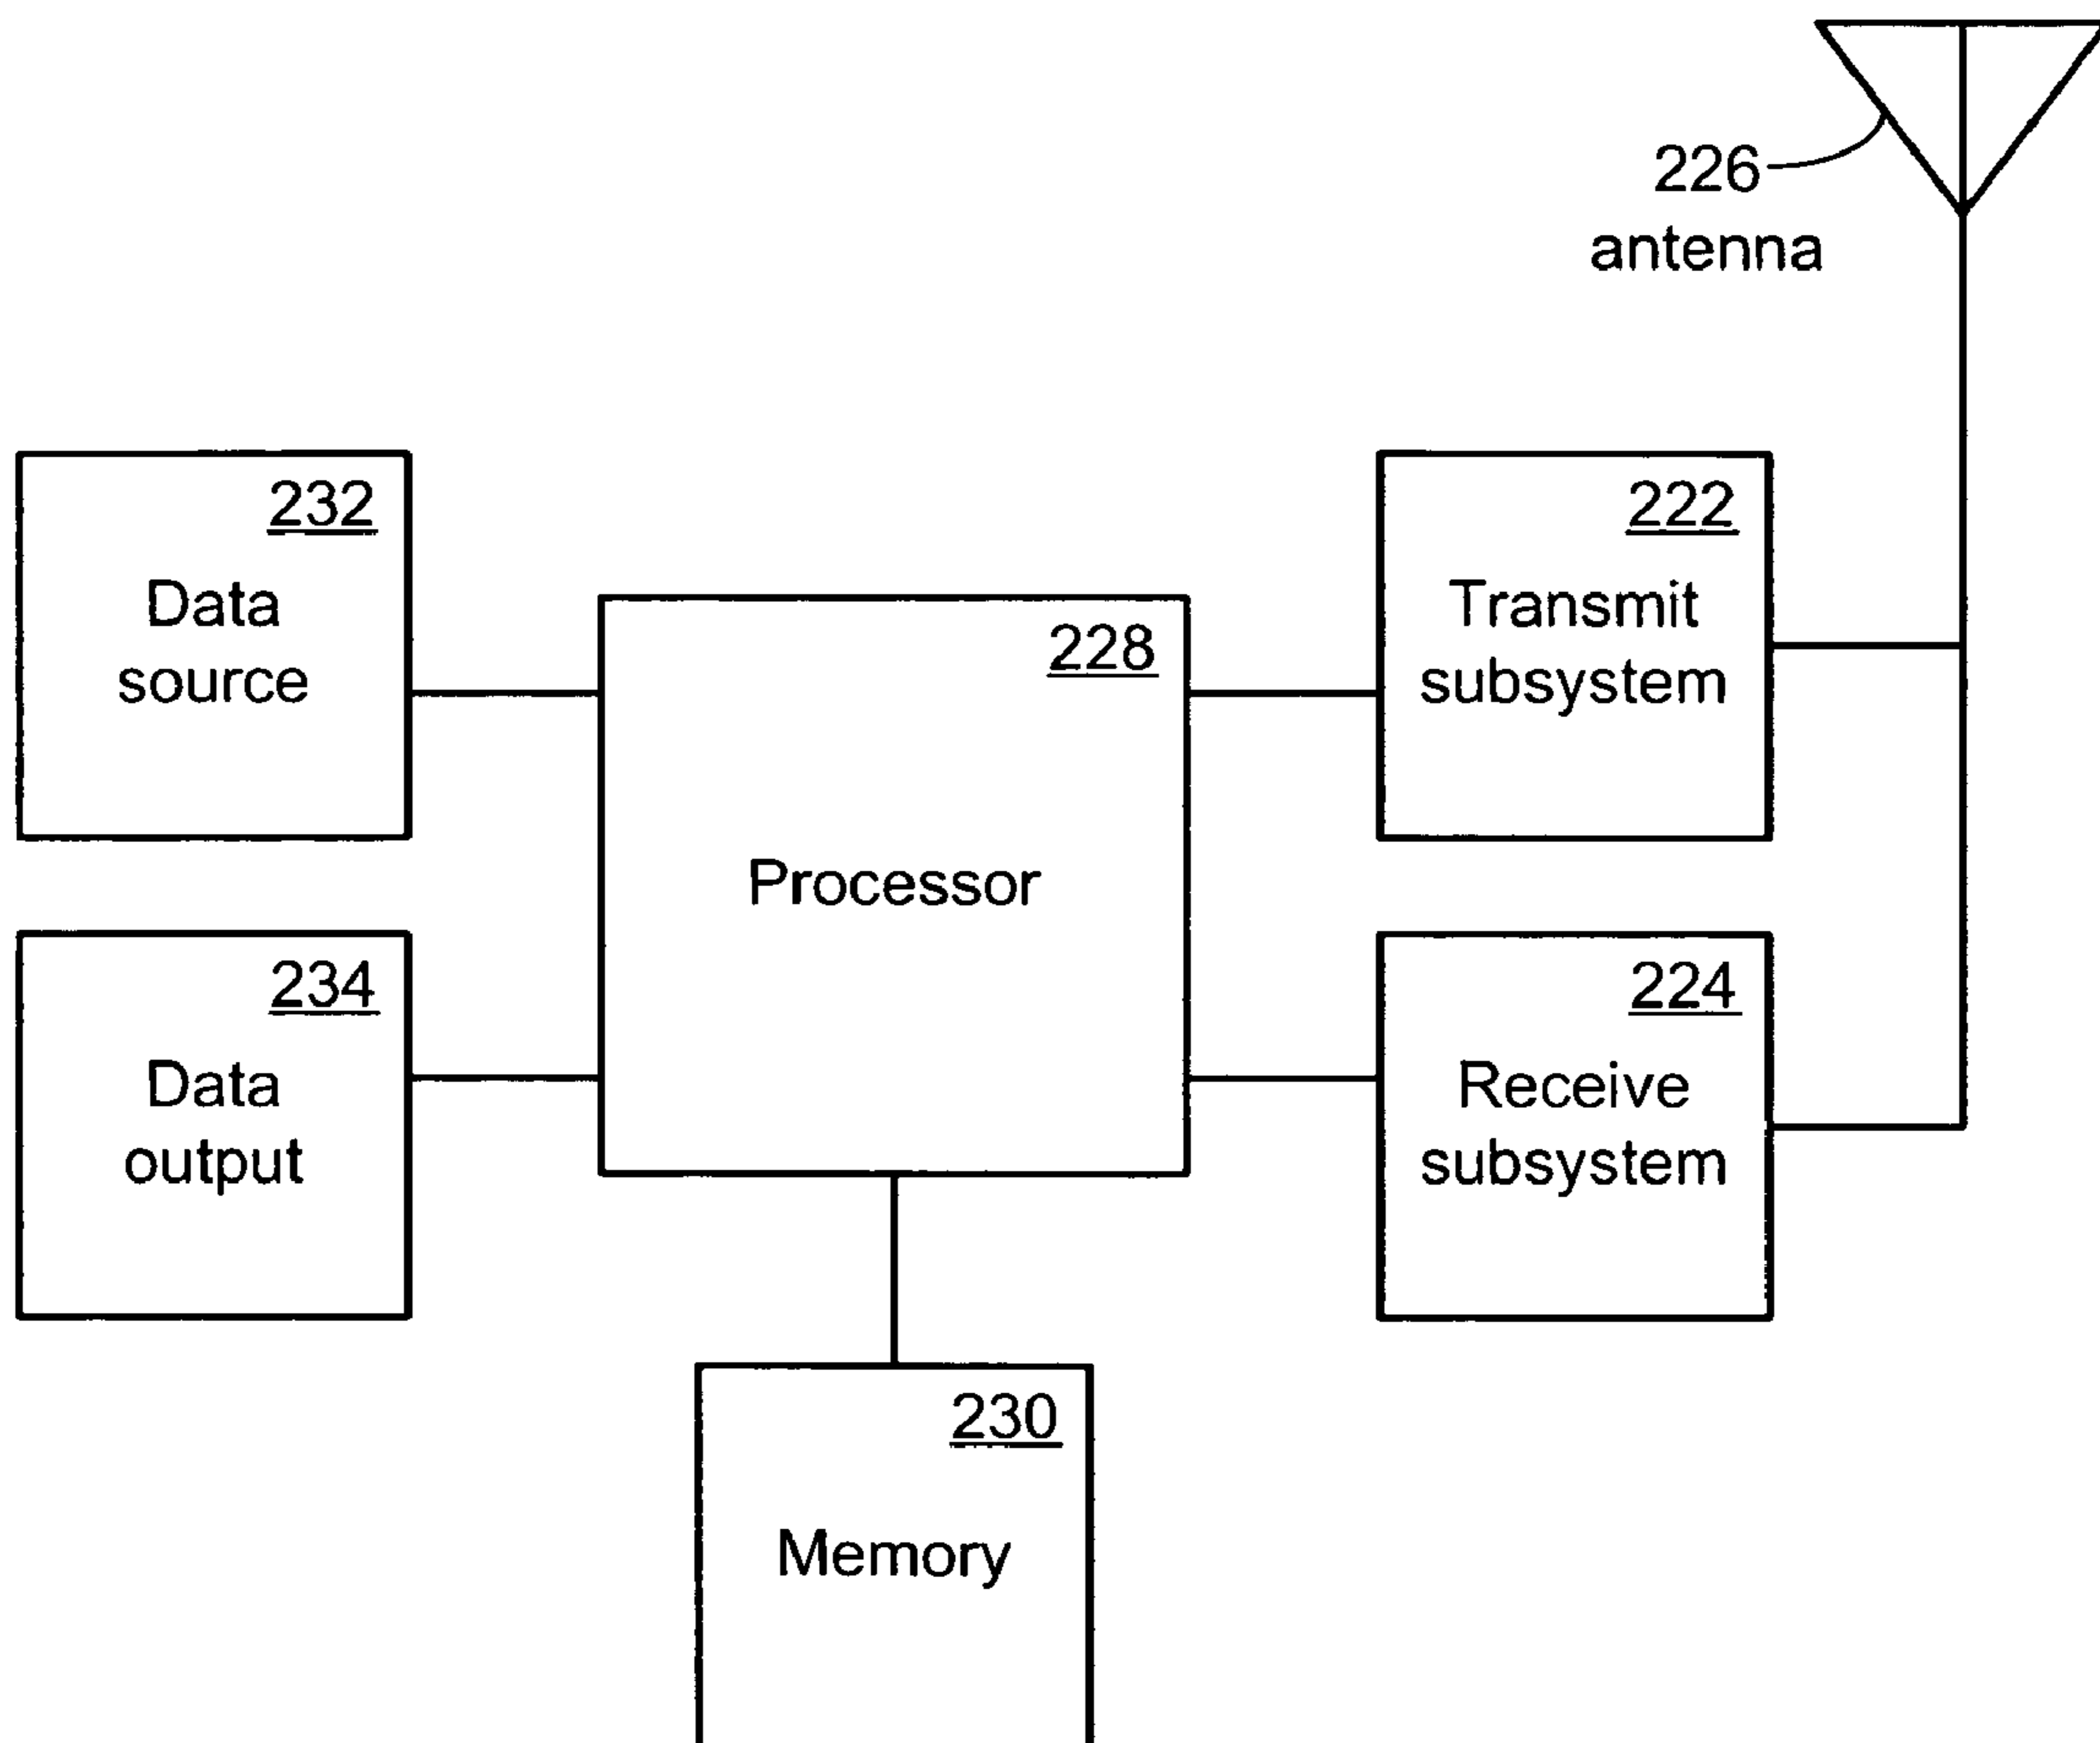 226
antenna
232
Data
source
228
Processor
222
Transmit
subsystem
234
Data
output
224
Receive
subsystem
230
Memory